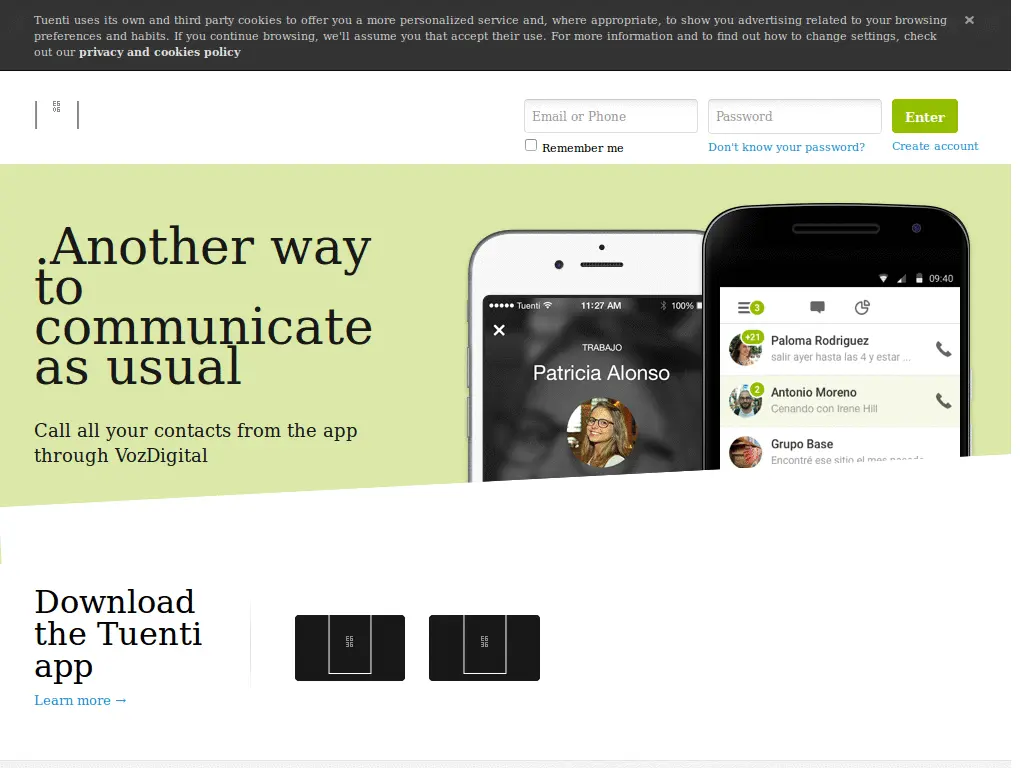 Tuenti uses its own and third party cookies to offer you a more personalized service and, where appropriate, to show you advertising related to your browsing
preferences and habits. If you continue browsing, we'll assume you that accept their use. For more information and to find out how to change settings, check
out our privacy and cookies policy
Email or Phone
Password
Enter
Remember me
Don't know your password?
Create account
.Another way
to
communicate
as usual
Call all your contacts from the app
through VozDigital
Tuenti
11:27 AM
100%
TRABAJO
Patricia Alonso
09:40
3
+21
Paloma Rodriguez
salir ayer hasta las 4 y estar ...
2
Antonio Moreno
Cenando con Irene Hill
Grupo Base
Encontré ese sitio el mes pasado
Download
the Tuenti
app
Learn more →